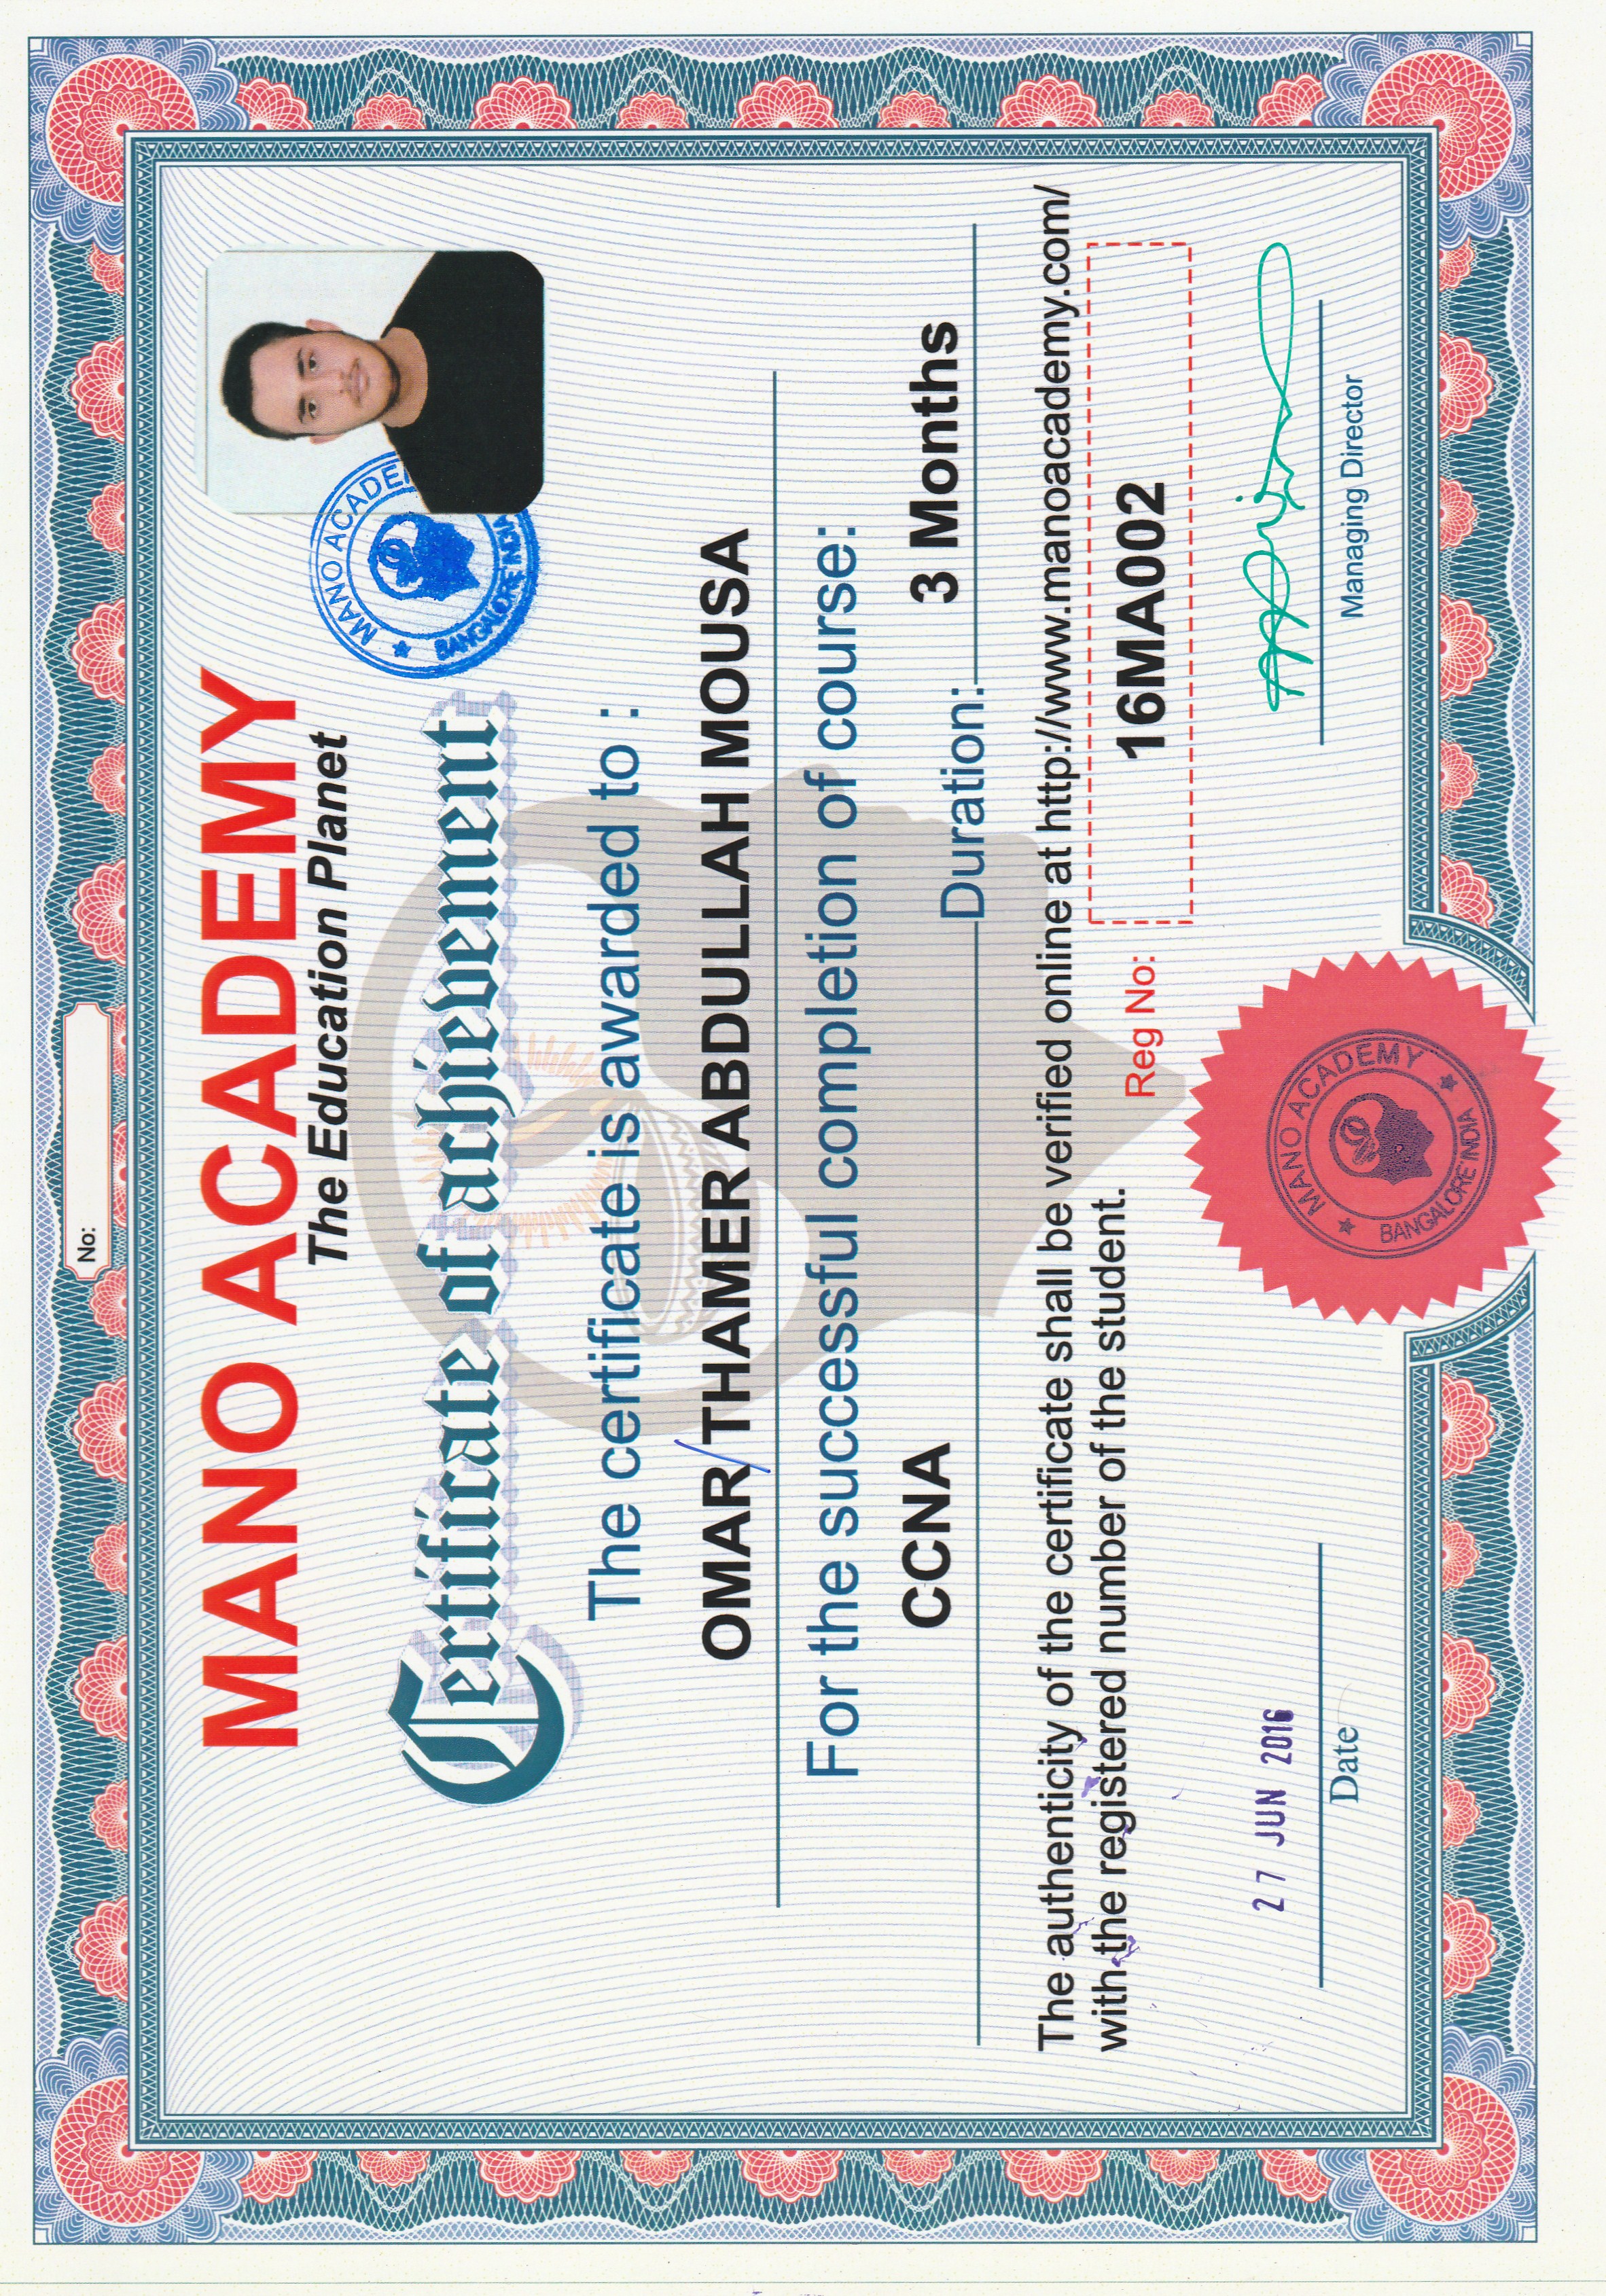 No:
MANO ACADEMY
The Education Planet
MANO ACADE
BANGALORE INDIA
Certificate of achievement
The certificate is awarded to :
OMAR/THAMER ABDULLAH MOUSA
For the successful completion of course:
CCNA Duration: 3 Months
The authenticity of the certificate shall be verified online at http://www.manoacademy.com/
with the registered number of the student.
Reg No: 16MA002
27 JUN 2016
Date
MANO ACADEMY
BANGALORE INDIA
Managing Director